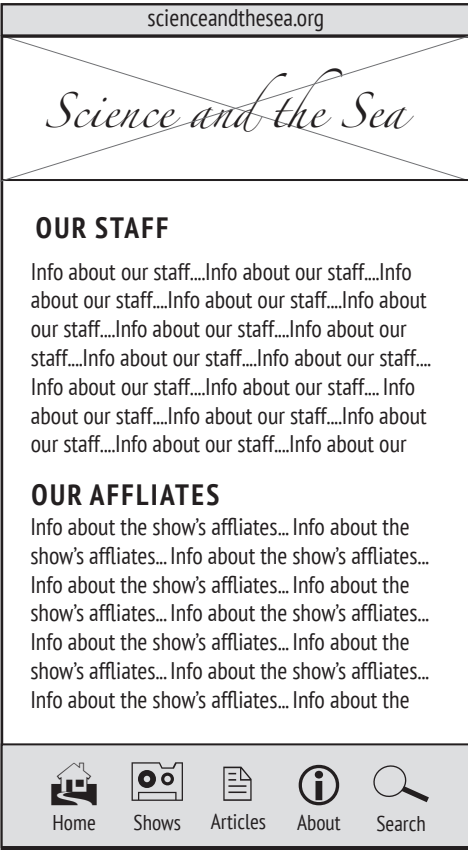 scienceandthesea.org
Science and the Sea
OUR STAFF
Info about our staff....Info about our staff....Info
about our staff....Info about our staff....Info about
our staff....Info about our staff....Info about our
staff....Info about our staff....Info about our staff....
Info about our staff....Info about our staff.... Info
about our staff....Info about our staff....Info about
our staff....Info about our staff....Info about our
OUR AFFLIATES
Info about the show's affliates... Info about the
show's affliates... Info about the show's affliates...
Info about the show's affliates... Info about the
show's affliates... Info about the show's affliates...
Info about the show's affliates... Info about the
show's affliates... Info about the show's affliates...
Info about the show's affliates... Info about the
Home Shows Articles About Search